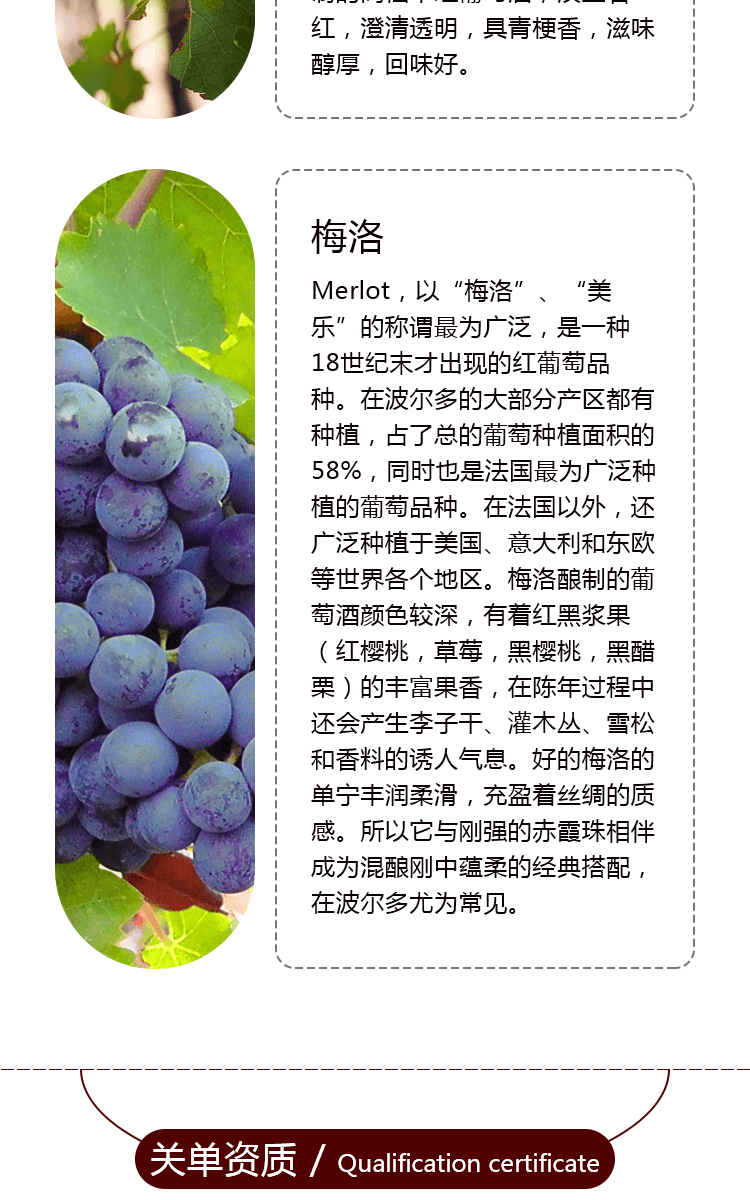 红，澄清透明，具青梗香，滋味
醇厚，回味好。
梅洛
Merlot，以“梅洛”、“美
乐”的称谓最为广泛，是一种
18世纪末才出现的红葡萄品
种。在波尔多的大部分产区都有
种植，占了总的葡萄种植面积的
58%，同时也是法国最为广泛种
植的葡萄品种。在法国以外，还
广泛种植于美国、意大利和东欧
等世界各个地区。梅洛酿制的葡
萄酒颜色较深，有着红黑浆果
（红樱桃，草莓，黑樱桃，黑醋
栗）的丰富果香，在陈年过程中
还会产生李子干、灌木丛、雪松
和香料的诱人气息。好的梅洛的
单宁丰润柔滑，充盈着丝绸的质
感。所以它与刚强的赤霞珠相伴
成为混酿刚中蕴柔的经典搭配，
在波尔多尤为常见。
关单资质 / Qualification certificate